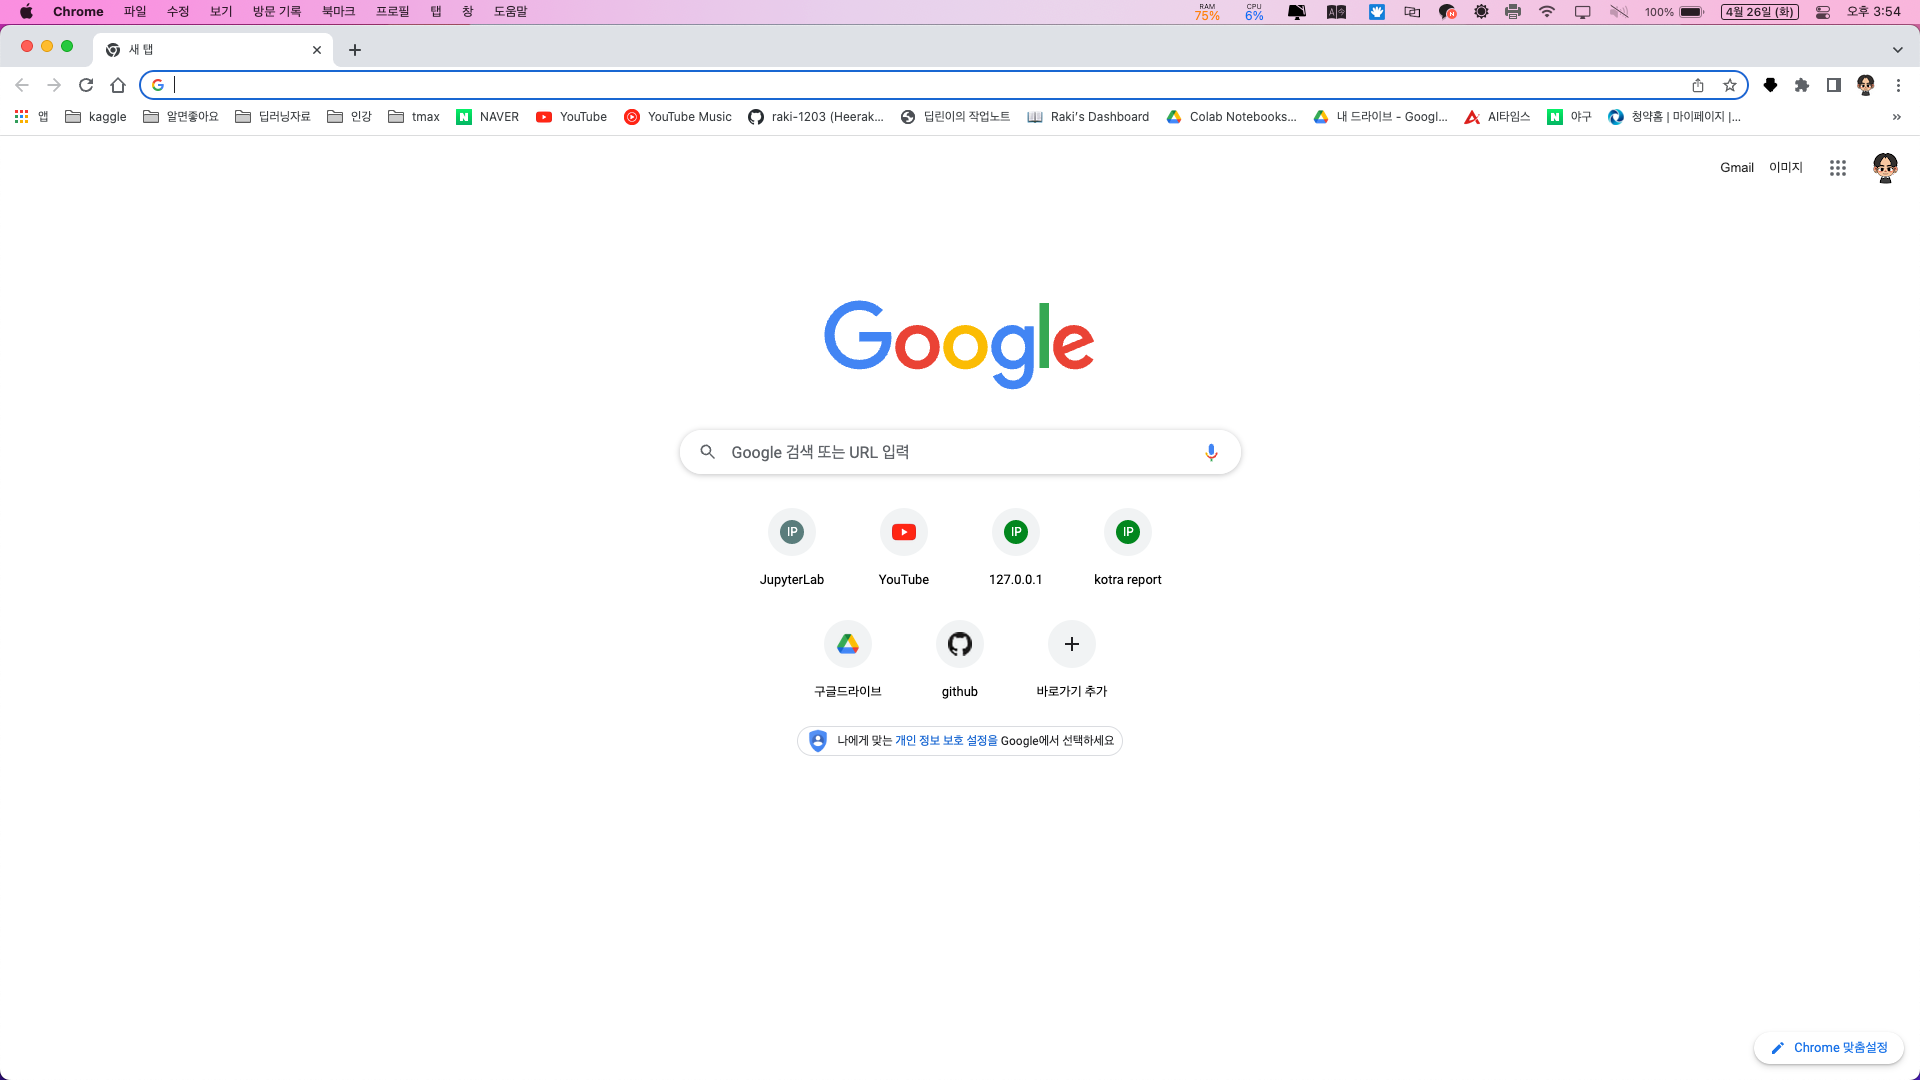 Chrome 파일 수정 보기 방문 기록 북마크 프로필 탭 창 도움말 RAM 75% CPU 6% 100% 4월 26일 (화) 오후 3:54
새 탭
앱 kaggle 알면좋아요 딥러닝자료 인강 tmax NAVER YouTube YouTube Music raki-1203 (Heerak... 딥린이의 작업노트 Raki's Dashboard Colab Notebooks... 내 드라이브 - Googl... AI타임스 야구 청약홈 | 마이페이지 |...
Gmail 이미지
Google
Google 검색 또는 URL 입력
IP IP IP
JupyterLab YouTube 127.0.0.1 kotra report
구글드라이브 github 바로가기 추가
나에게 맞는 개인 정보 보호 설정을 Google에서 선택하세요
Chrome 맞춤설정